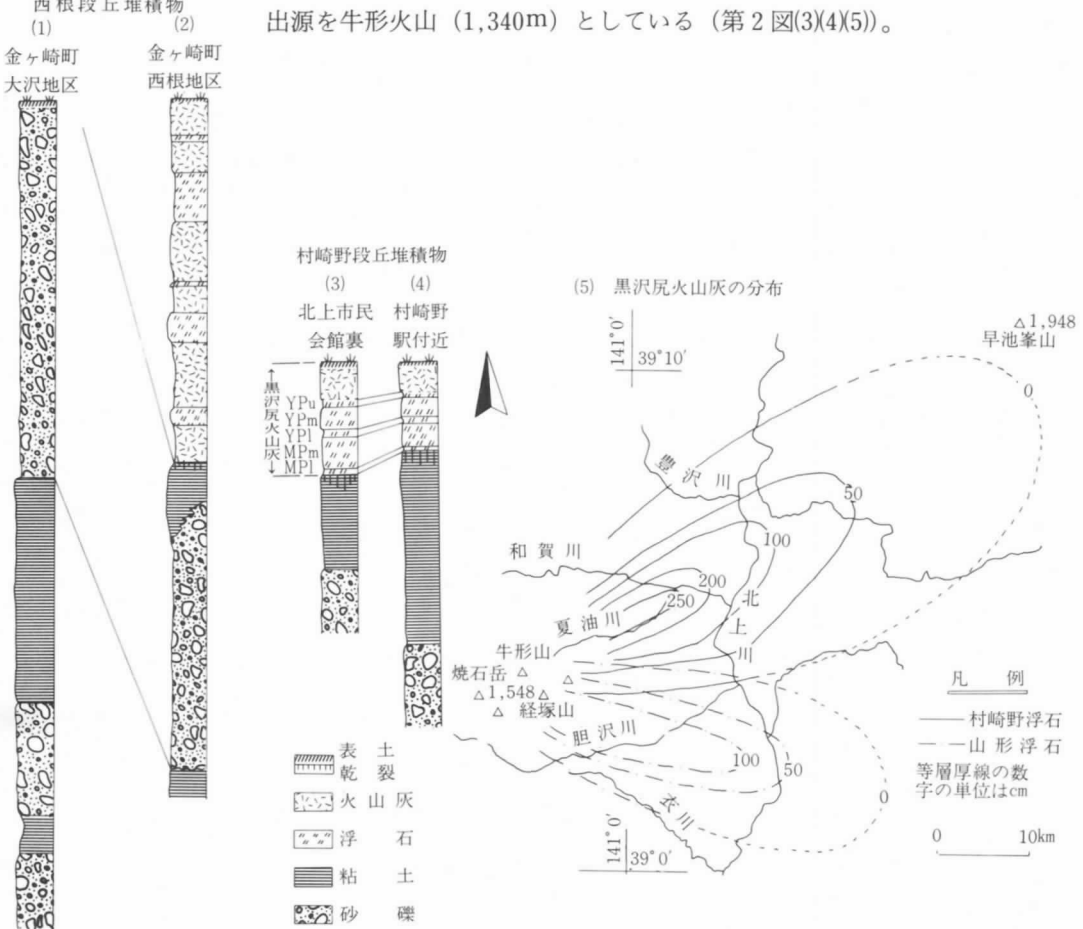 出源を牛形火山（1,340m）としている（第2図(3)(4)(5)）。
西根段丘堆積物
(1)
金ヶ崎町
大沢地区
(2)
金ヶ崎町
西根地区
村崎野段丘堆積物
(3)
北上市民
会館裏
(4)
村崎野
駅付近
黒沢尻火山灰
YPu
YPm
YPl
MPm
MPl
表土
乾裂
火山灰
浮石
粘土
砂礫
(5) 黒沢尻火山灰の分布
141°0′
39°10′
△1,948
早池峯山
0
豊沢川
50
100
和賀川
200
250
北上川
夏油川
牛形山
焼石岳
△1,548
経塚山
胆沢川
100
50
0
衣川
141°0′
39°0′
凡例
村崎野浮石
山形浮石
等層厚線の数
字の単位はcm
0 10km